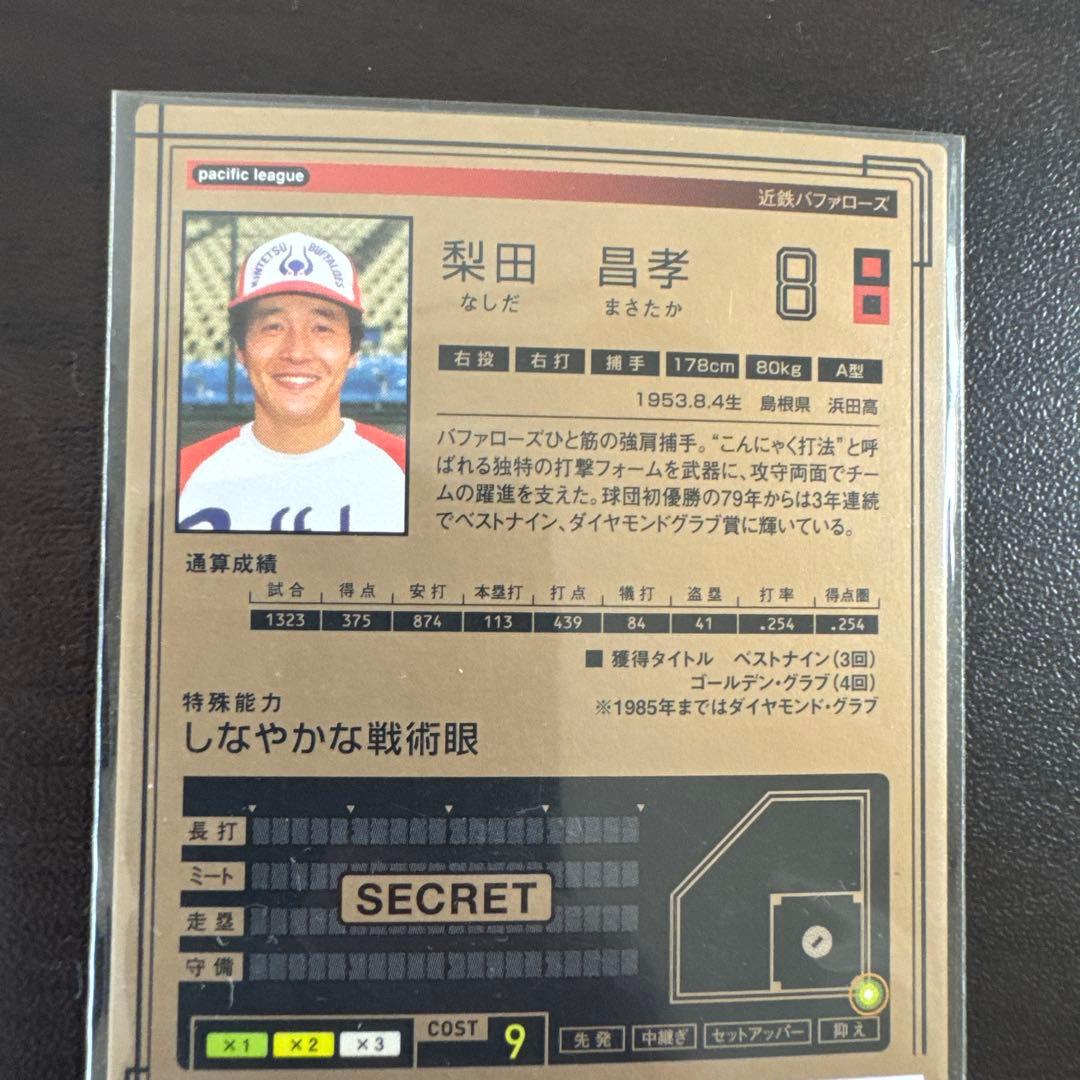 pacific league
近鉄バファローズ
KINTETSU BUFFALOES
梨田 昌孝 8
なしだ まさたか
右投 右打 捕手 178cm 80kg A型
1953.8.4生 島根県 浜田高
バファローズひと筋の強肩捕手。“こんにゃく打法”と呼
ばれる独特の打撃フォームを武器に、攻守両面でチー
ムの躍進を支えた。球団初優勝の79年からは3年連続
でベストナイン、ダイヤモンドグラブ賞に輝いている。
通算成績
試合 得点 安打 本塁打 打点 犠打 盗塁 打率 得点圏
1323 375 874 113 439 84 41 .254 .254
■ 獲得タイトル ベストナイン(3回)
ゴールデン・グラブ(4回)
※1985年まではダイヤモンド・グラブ
特殊能力
しなやかな戦術眼
長打
ミート
SECRET
走塁
守備
×1 ×2 ×3 COST 9 先発 中継ぎ セットアッパー 抑え